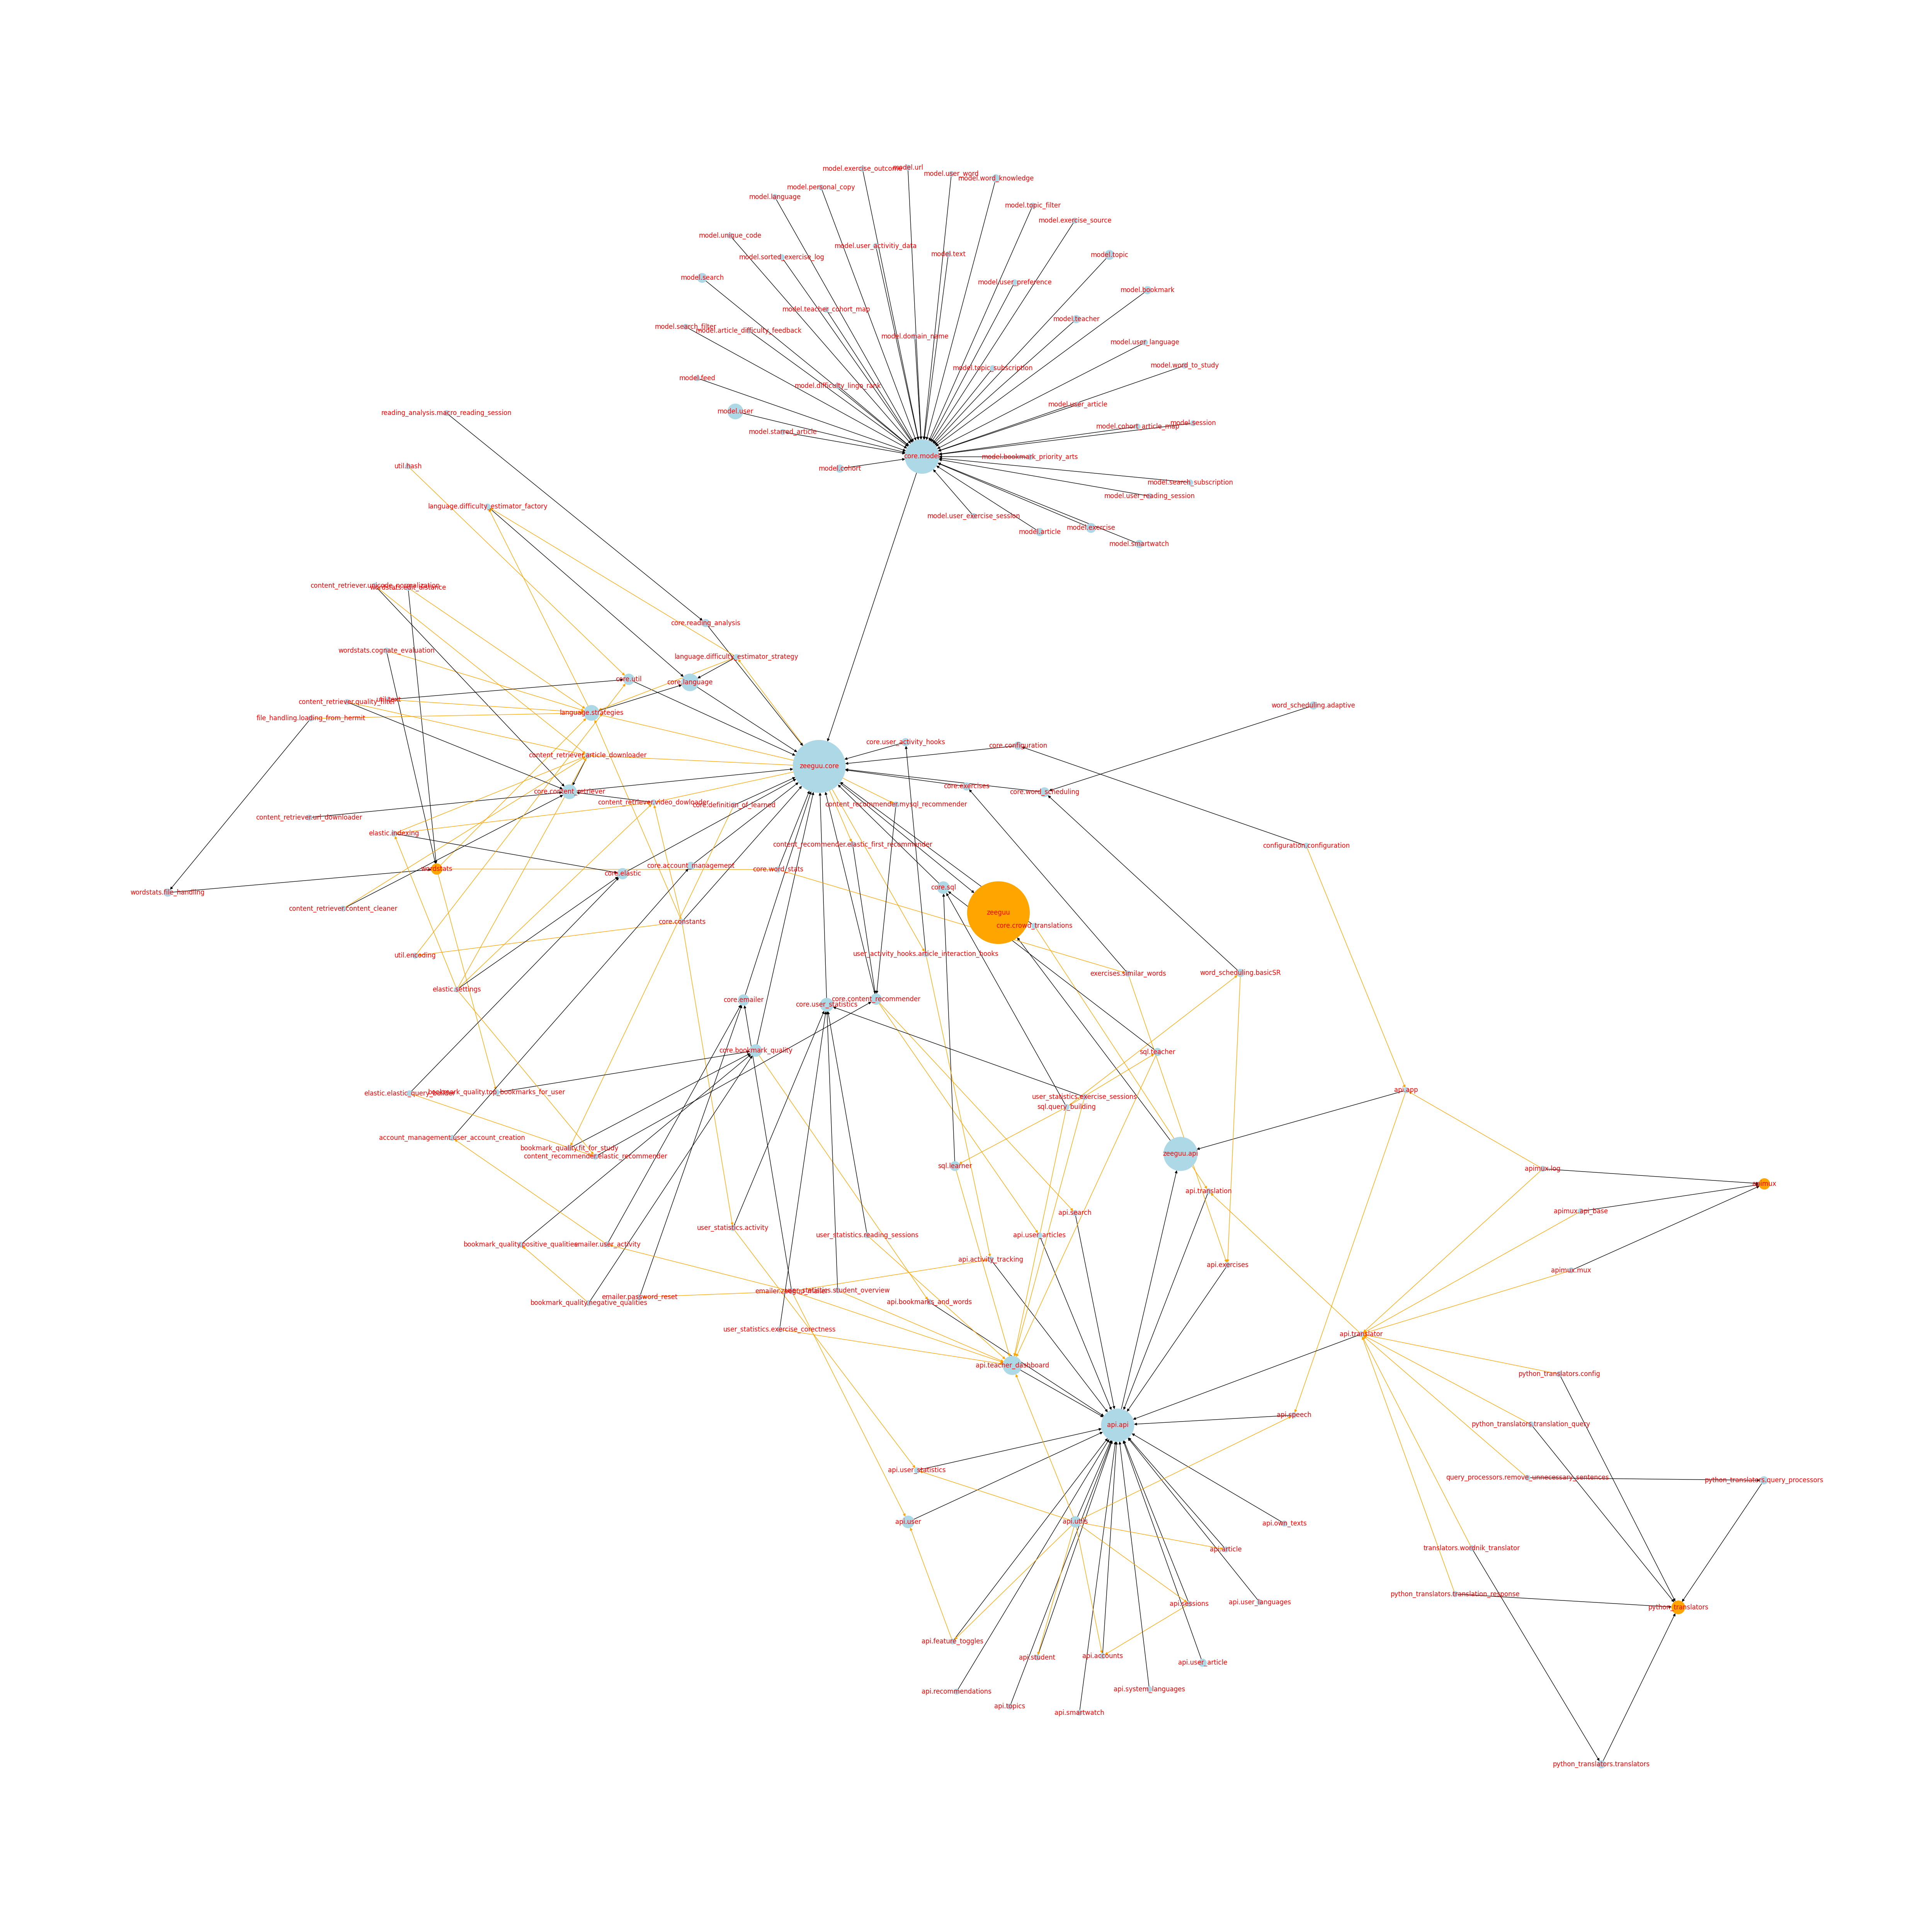 model.exercise_outcome
model.url
model.user_word
model.word_knowledge
model.personal_copy
model.language
model.topic_filter
model.exercise_source
model.unique_code
model.user_activitiy_data
model.sorted_exercise_log
model.text
model.topic
model.search
model.user_preference
model.bookmark
model.teacher_cohort_map
model.teacher
model.search_filter
model.article_difficulty_feedback
model.domain_name
model.user_language
model.word_to_study
model.topic_subscription
model.feed
model.difficulty_lingo_rank
model.user_article
model.user
reading_analysis.macro_reading_session
model.session
model.cohort_article_map
model.starred_article
core.model
model.bookmark_priority_arts
util.hash
model.cohort
model.search_subscription
model.user_reading_session
language.difficulty_estimator_factory
model.user_exercise_session
model.exercise
model.article
model.smartwatch
content_retriever.unicode_normalization
wordstats.edit_distance
core.reading_analysis
wordstats.cognate_evaluation
language.difficulty_estimator_strategy
core.util
core.language
content_retriever.quality_filter
util.text
word_scheduling.adaptive
language.strategies
file_handling.loading_from_hermit
core.user_activity_hooks
core.configuration
content_retriever.article_downloader
zeeguu.core
core.exercises
core.content_retriever
core.word_scheduling
content_retriever.video_dowloader
core.definition_of_learned
content_recommender.mysql_recommender
content_retriever.url_downloader
elastic.indexing
content_recommender.elastic_first_recommender
configuration.configuration
core.account_management
wordstats
core.word_stats
core.elastic
core.sql
wordstats.file_handling
content_retriever.content_cleaner
zeeguu
core.constants
core.crowd_translations
util.encoding
user_activity_hooks.article_interaction_hooks
exercises.similar_words
word_scheduling.basicSR
elastic.settings
core.emailer
core.content_recommender
core.user_statistics
core.bookmark_quality
sql.teacher
api.app
elastic.elastic_query_builder
bookmark_quality.top_bookmarks_for_user
user_statistics.exercise_sessions
sql.query_building
account_management.user_account_creation
bookmark_quality.fit_for_study
zeeguu.api
content_recommender.elastic_recommender
sql.learner
apimux.log
apimux
api.translation
apimux.api_base
api.search
user_statistics.activity
user_statistics.reading_sessions
api.user_articles
bookmark_quality.positive_qualities
emailer.user_activity
api.activity_tracking
api.exercises
apimux.mux
user_statistics.student_overview
emailer.password_reset
bookmark_quality.negative_qualities
api.bookmarks_and_words
user_statistics.exercise_corectness
api.translator
api.teacher_dashboard
python_translators.config
api.speech
api.api
python_translators.translation_query
api.user_statistics
query_processors.remove_unnecessary_sentences
python_translators.query_processors
api.user
api.utils
api.own_texts
api.article
translators.wordnik_translator
python_translators.translation_response
api.sessions
api.user_languages
python_translators
api.feature_toggles
api.student
api.accounts
api.user_article
api.recommendations
api.system_languages
api.topics
api.smartwatch
python_translators.translators